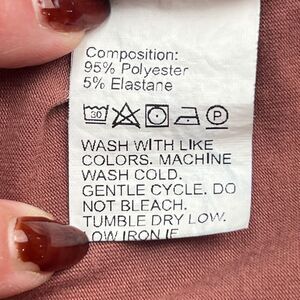 Composition:
95% Polyester
5% Elastane
30 P
WASH WITH LIKE
COLORS. MACHINE
WASH COLD.
GENTLE CYCLE. DO
NOT BLEACH.
TUMBLE DRY LOW.
LOW IRON IF